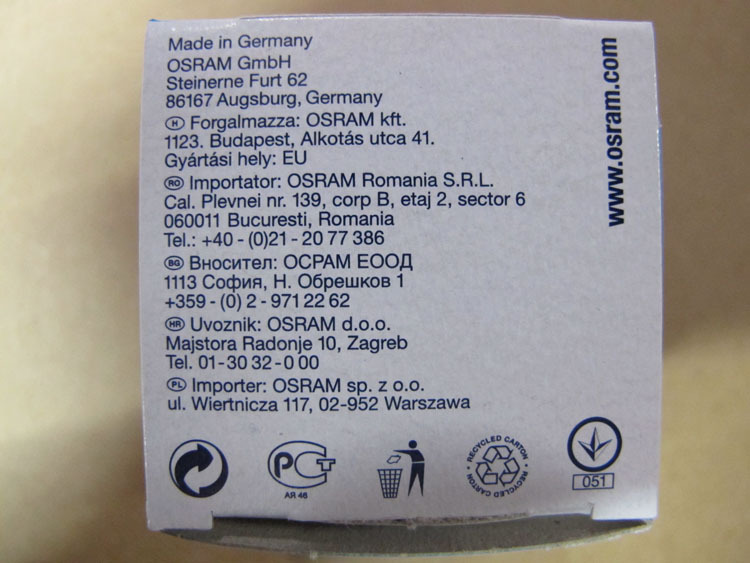 Made in Germany
OSRAM GmbH
Steinerne Furt 62
86167 Augsburg, Germany
H Forgalmazza: OSRAM kft.
1123. Budapest, Alkotás utca 41.
Gyártási hely: EU
RO Importator: OSRAM Romania S.R.L.
Cal. Plevnei nr. 139, corp B, etaj 2, sector 6
060011 Bucuresti, Romania
Tel.: +40 - (0)21 - 20 77 386
BG Вносител: ОСРАМ ЕООД
1113 София, Н. Обрешков 1
+359 - (0) 2 - 971 22 62
HR Uvoznik: OSRAM d.o.o.
Majstora Radonje 10, Zagreb
Tel. 01-30 32-0 00
PL Importer: OSRAM sp. z o.o.
ul. Wiertnicza 117, 02-952 Warszawa
www.osram.com
РСТ
АЯ 46
RECYCLED CARTON • RECYCLED CARTON •
051